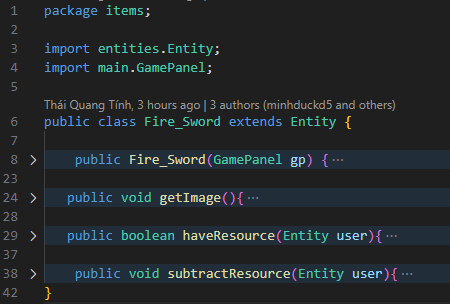 1 package items;
2
3 import entities.Entity;
4 import main.GamePanel;
5
Thái Quang Tính, 3 hours ago | 3 authors (minhduckd5 and others)
6 public class Fire_Sword extends Entity {
7
8 > public Fire_Sword(GamePanel gp) {...
23
24 > public void getImage(){...
28
29 > public boolean haveResource(Entity user){...
37
38 > public void subtractResource(Entity user){...
42 }